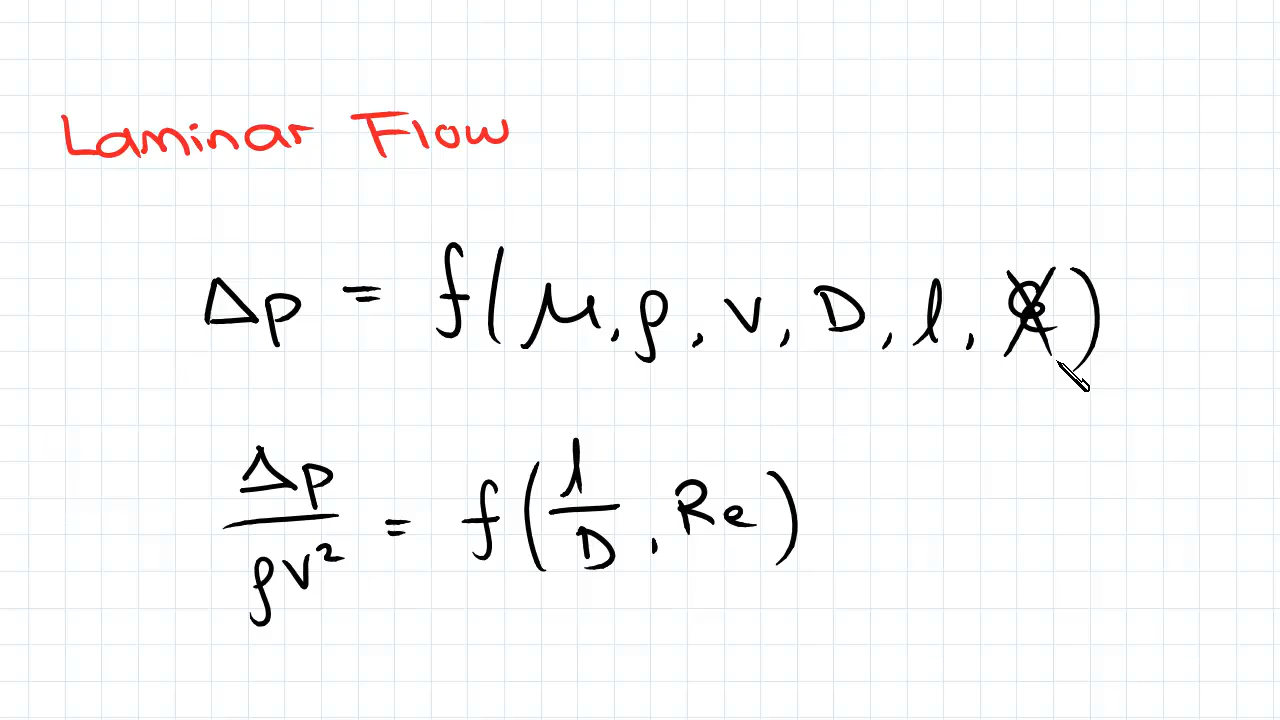 Laminar Flow
Δp = f(μ, ρ, v, D, l, )
Δp/ρv² = f(l/D, Re)